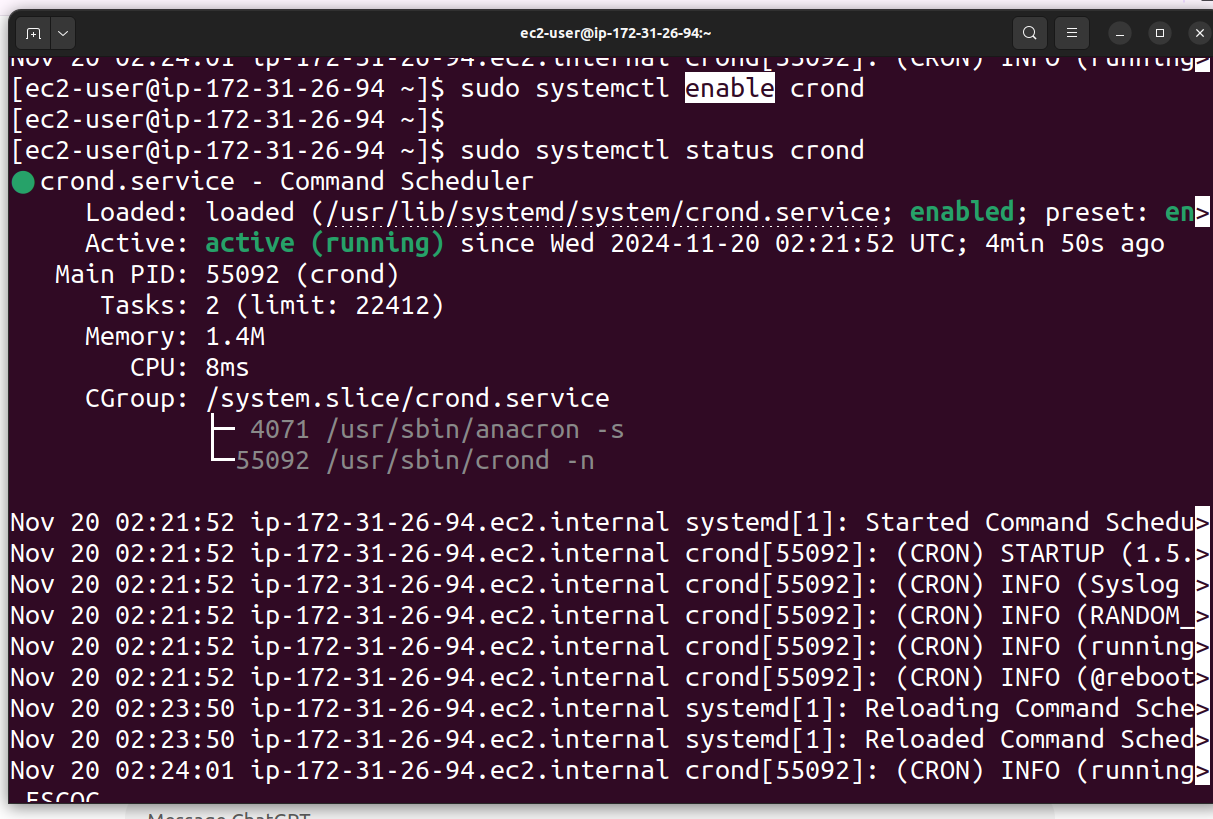 ec2-user@ip-172-31-26-94:~
Nov 20 02:24:01 ip-172-31-26-94.ec2.internal crond[55092]: (CRON) INFO (running>
[ec2-user@ip-172-31-26-94 ~]$ sudo systemctl enable crond
[ec2-user@ip-172-31-26-94 ~]$
[ec2-user@ip-172-31-26-94 ~]$ sudo systemctl status crond
● crond.service - Command Scheduler
Loaded: loaded (/usr/lib/systemd/system/crond.service; enabled; preset: en>
Active: active (running) since Wed 2024-11-20 02:21:52 UTC; 4min 50s ago
Main PID: 55092 (crond)
Tasks: 2 (limit: 22412)
Memory: 1.4M
CPU: 8ms
CGroup: /system.slice/crond.service
├─ 4071 /usr/sbin/anacron -s
└─55092 /usr/sbin/crond -n
Nov 20 02:21:52 ip-172-31-26-94.ec2.internal systemd[1]: Started Command Schedu>
Nov 20 02:21:52 ip-172-31-26-94.ec2.internal crond[55092]: (CRON) STARTUP (1.5.>
Nov 20 02:21:52 ip-172-31-26-94.ec2.internal crond[55092]: (CRON) INFO (Syslog >
Nov 20 02:21:52 ip-172-31-26-94.ec2.internal crond[55092]: (CRON) INFO (RANDOM_>
Nov 20 02:21:52 ip-172-31-26-94.ec2.internal crond[55092]: (CRON) INFO (running>
Nov 20 02:21:52 ip-172-31-26-94.ec2.internal crond[55092]: (CRON) INFO (@reboot>
Nov 20 02:23:50 ip-172-31-26-94.ec2.internal systemd[1]: Reloading Command Sche>
Nov 20 02:23:50 ip-172-31-26-94.ec2.internal systemd[1]: Reloaded Command Sched>
Nov 20 02:24:01 ip-172-31-26-94.ec2.internal crond[55092]: (CRON) INFO (running>
ESCOC
Message ChatGPT